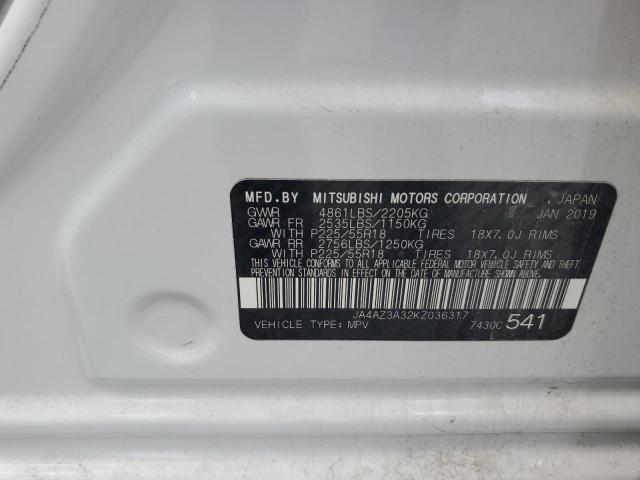 MFD.BY MITSUBISHI MOTORS CORPORATION , JAPAN
GVWR 4861LBS/2205KG JAN 2019
GAWR FR 2535LBS/1150KG
WITH P225/55R18 TIRES 18X7.0J RIMS
GAWR RR 2756LBS/1250KG
WITH P225/55R18 TIRES 18X7.0J RIMS
THIS VEHICLE CONFORMS TO ALL APPLICABLE FEDERAL MOTOR VEHICLE SAFETY AND THEFT
PREVENTION STANDARDS IN EFFECT ON THE DATE OF MANUFACTURE SHOWN ABOVE.
JA4AZ3A32KZ036317
VEHICLE TYPE: MPV 7430C 541